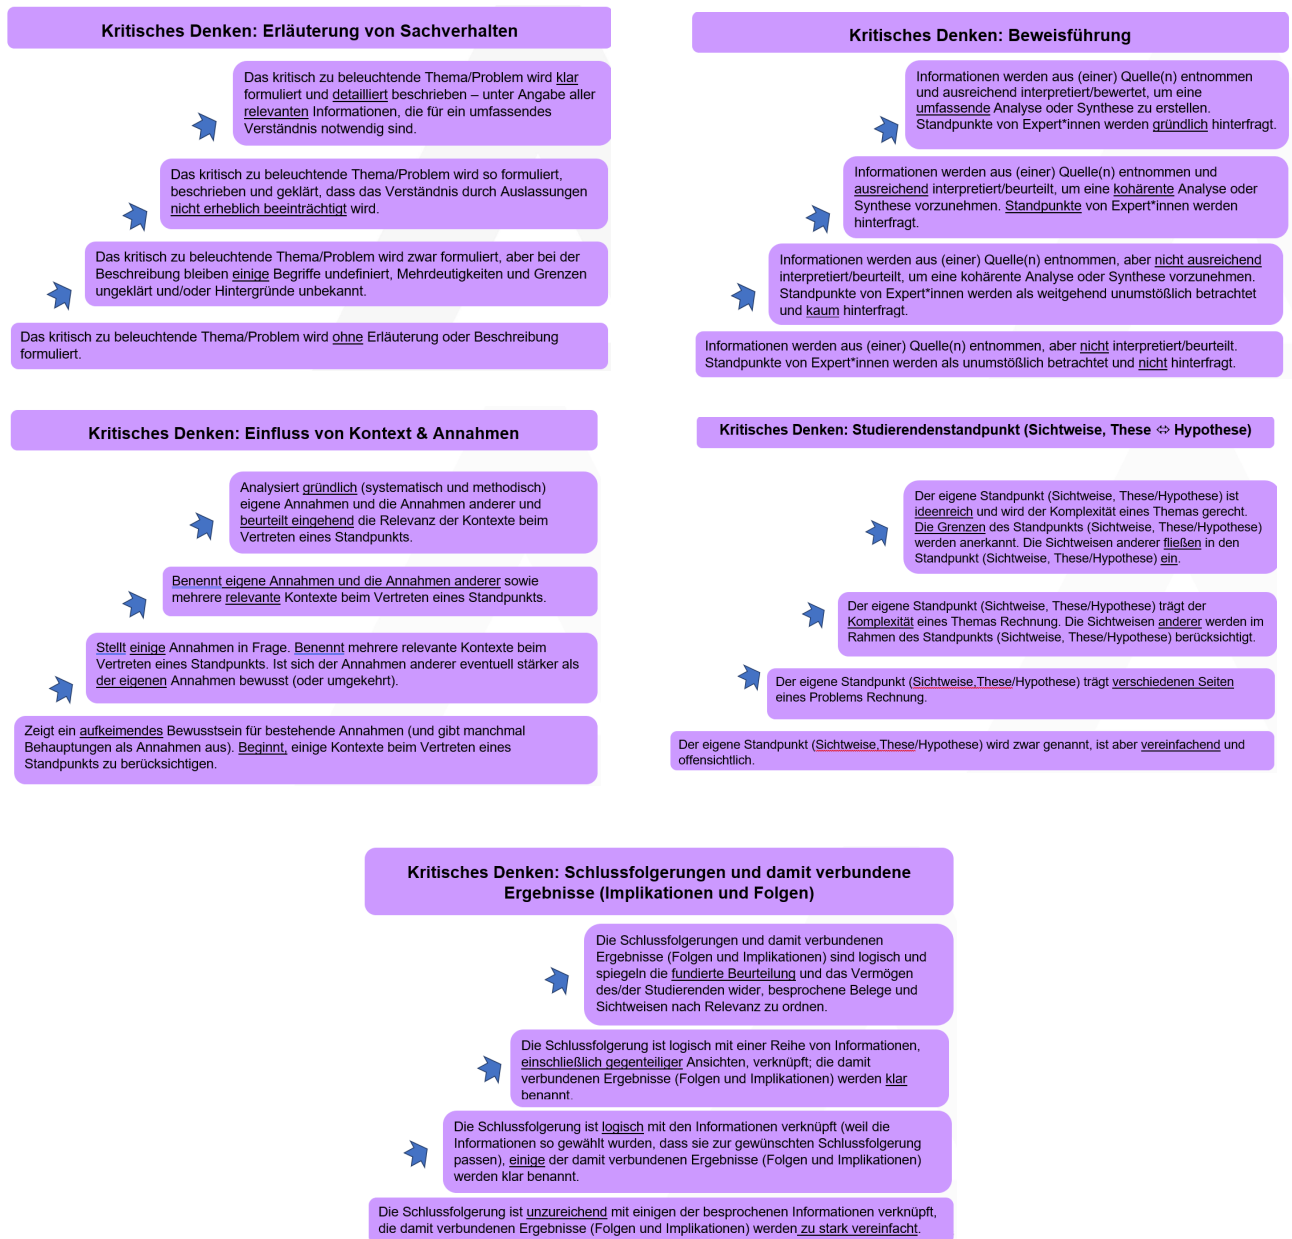 Kritisches Denken: Erläuterung von Sachverhalten
Das kritisch zu beleuchtende Thema/Problem wird klar
formuliert und detailliert beschrieben – unter Angabe aller
relevanten Informationen, die für ein umfassendes
Verständnis notwendig sind.
Das kritisch zu beleuchtende Thema/Problem wird so formuliert,
beschrieben und geklärt, dass das Verständnis durch Auslassungen
nicht erheblich beeinträchtigt wird.
Das kritisch zu beleuchtende Thema/Problem wird zwar formuliert, aber bei der
Beschreibung bleiben einige Begriffe undefiniert, Mehrdeutigkeiten und Grenzen
ungeklärt und/oder Hintergründe unbekannt.
Das kritisch zu beleuchtende Thema/Problem wird ohne Erläuterung oder Beschreibung
formuliert.
Kritisches Denken: Beweisführung
Informationen werden aus (einer) Quelle(n) entnommen
und ausreichend interpretiert/bewertet, um eine
umfassende Analyse oder Synthese zu erstellen.
Standpunkte von Expert*innen werden gründlich hinterfragt.
Informationen werden aus (einer) Quelle(n) entnommen und
ausreichend interpretiert/beurteilt, um eine kohärente Analyse oder
Synthese vorzunehmen. Standpunkte von Expert*innen werden
hinterfragt.
Informationen werden aus (einer) Quelle(n) entnommen, aber nicht ausreichend
interpretiert/beurteilt, um eine kohärente Analyse oder Synthese vorzunehmen.
Standpunkte von Expert*innen werden als weitgehend unumstößlich betrachtet
und kaum hinterfragt.
Informationen werden aus (einer) Quelle(n) entnommen, aber nicht interpretiert/beurteilt.
Standpunkte von Expert*innen werden als unumstößlich betrachtet und nicht hinterfragt.
Kritisches Denken: Einfluss von Kontext & Annahmen
Analysiert gründlich (systematisch und methodisch)
eigene Annahmen und die Annahmen anderer und
beurteilt eingehend die Relevanz der Kontexte beim
Vertreten eines Standpunkts.
Benennt eigene Annahmen und die Annahmen anderer sowie
mehrere relevante Kontexte beim Vertreten eines Standpunkts.
Stellt einige Annahmen in Frage. Benennt mehrere relevante Kontexte beim
Vertreten eines Standpunkts. Ist sich der Annahmen anderer eventuell stärker als
der eigenen Annahmen bewusst (oder umgekehrt).
Zeigt ein aufkeimendes Bewusstsein für bestehende Annahmen (und gibt manchmal
Behauptungen als Annahmen aus). Beginnt, einige Kontexte beim Vertreten eines
Standpunkts zu berücksichtigen.
Kritisches Denken: Studierendenstandpunkt (Sichtweise, These ⇔ Hypothese)
Der eigene Standpunkt (Sichtweise, These/Hypothese) ist
ideenreich und wird der Komplexität eines Themas gerecht.
Die Grenzen des Standpunkts (Sichtweise, These/Hypothese)
werden anerkannt. Die Sichtweisen anderer fließen in den
Standpunkt (Sichtweise, These/Hypothese) ein.
Der eigene Standpunkt (Sichtweise, These/Hypothese) trägt der
Komplexität eines Themas Rechnung. Die Sichtweisen anderer werden im
Rahmen des Standpunkts (Sichtweise, These/Hypothese) berücksichtigt.
Der eigene Standpunkt (Sichtweise,These/Hypothese) trägt verschiedenen Seiten
eines Problems Rechnung.
Der eigene Standpunkt (Sichtweise,These/Hypothese) wird zwar genannt, ist aber vereinfachend und
offensichtlich.
Kritisches Denken: Schlussfolgerungen und damit verbundene
Ergebnisse (Implikationen und Folgen)
Die Schlussfolgerungen und damit verbundenen
Ergebnisse (Folgen und Implikationen) sind logisch und
spiegeln die fundierte Beurteilung und das Vermögen
des/der Studierenden wider, besprochene Belege und
Sichtweisen nach Relevanz zu ordnen.
Die Schlussfolgerung ist logisch mit einer Reihe von Informationen,
einschließlich gegenteiliger Ansichten, verknüpft; die damit
verbundenen Ergebnisse (Folgen und Implikationen) werden klar
benannt.
Die Schlussfolgerung ist logisch mit den Informationen verknüpft (weil die
Informationen so gewählt wurden, dass sie zur gewünschten Schlussfolgerung
passen), einige der damit verbundenen Ergebnisse (Folgen und Implikationen)
werden klar benannt.
Die Schlussfolgerung ist unzureichend mit einigen der besprochenen Informationen verknüpft,
die damit verbundenen Ergebnisse (Folgen und Implikationen) werden zu stark vereinfacht.